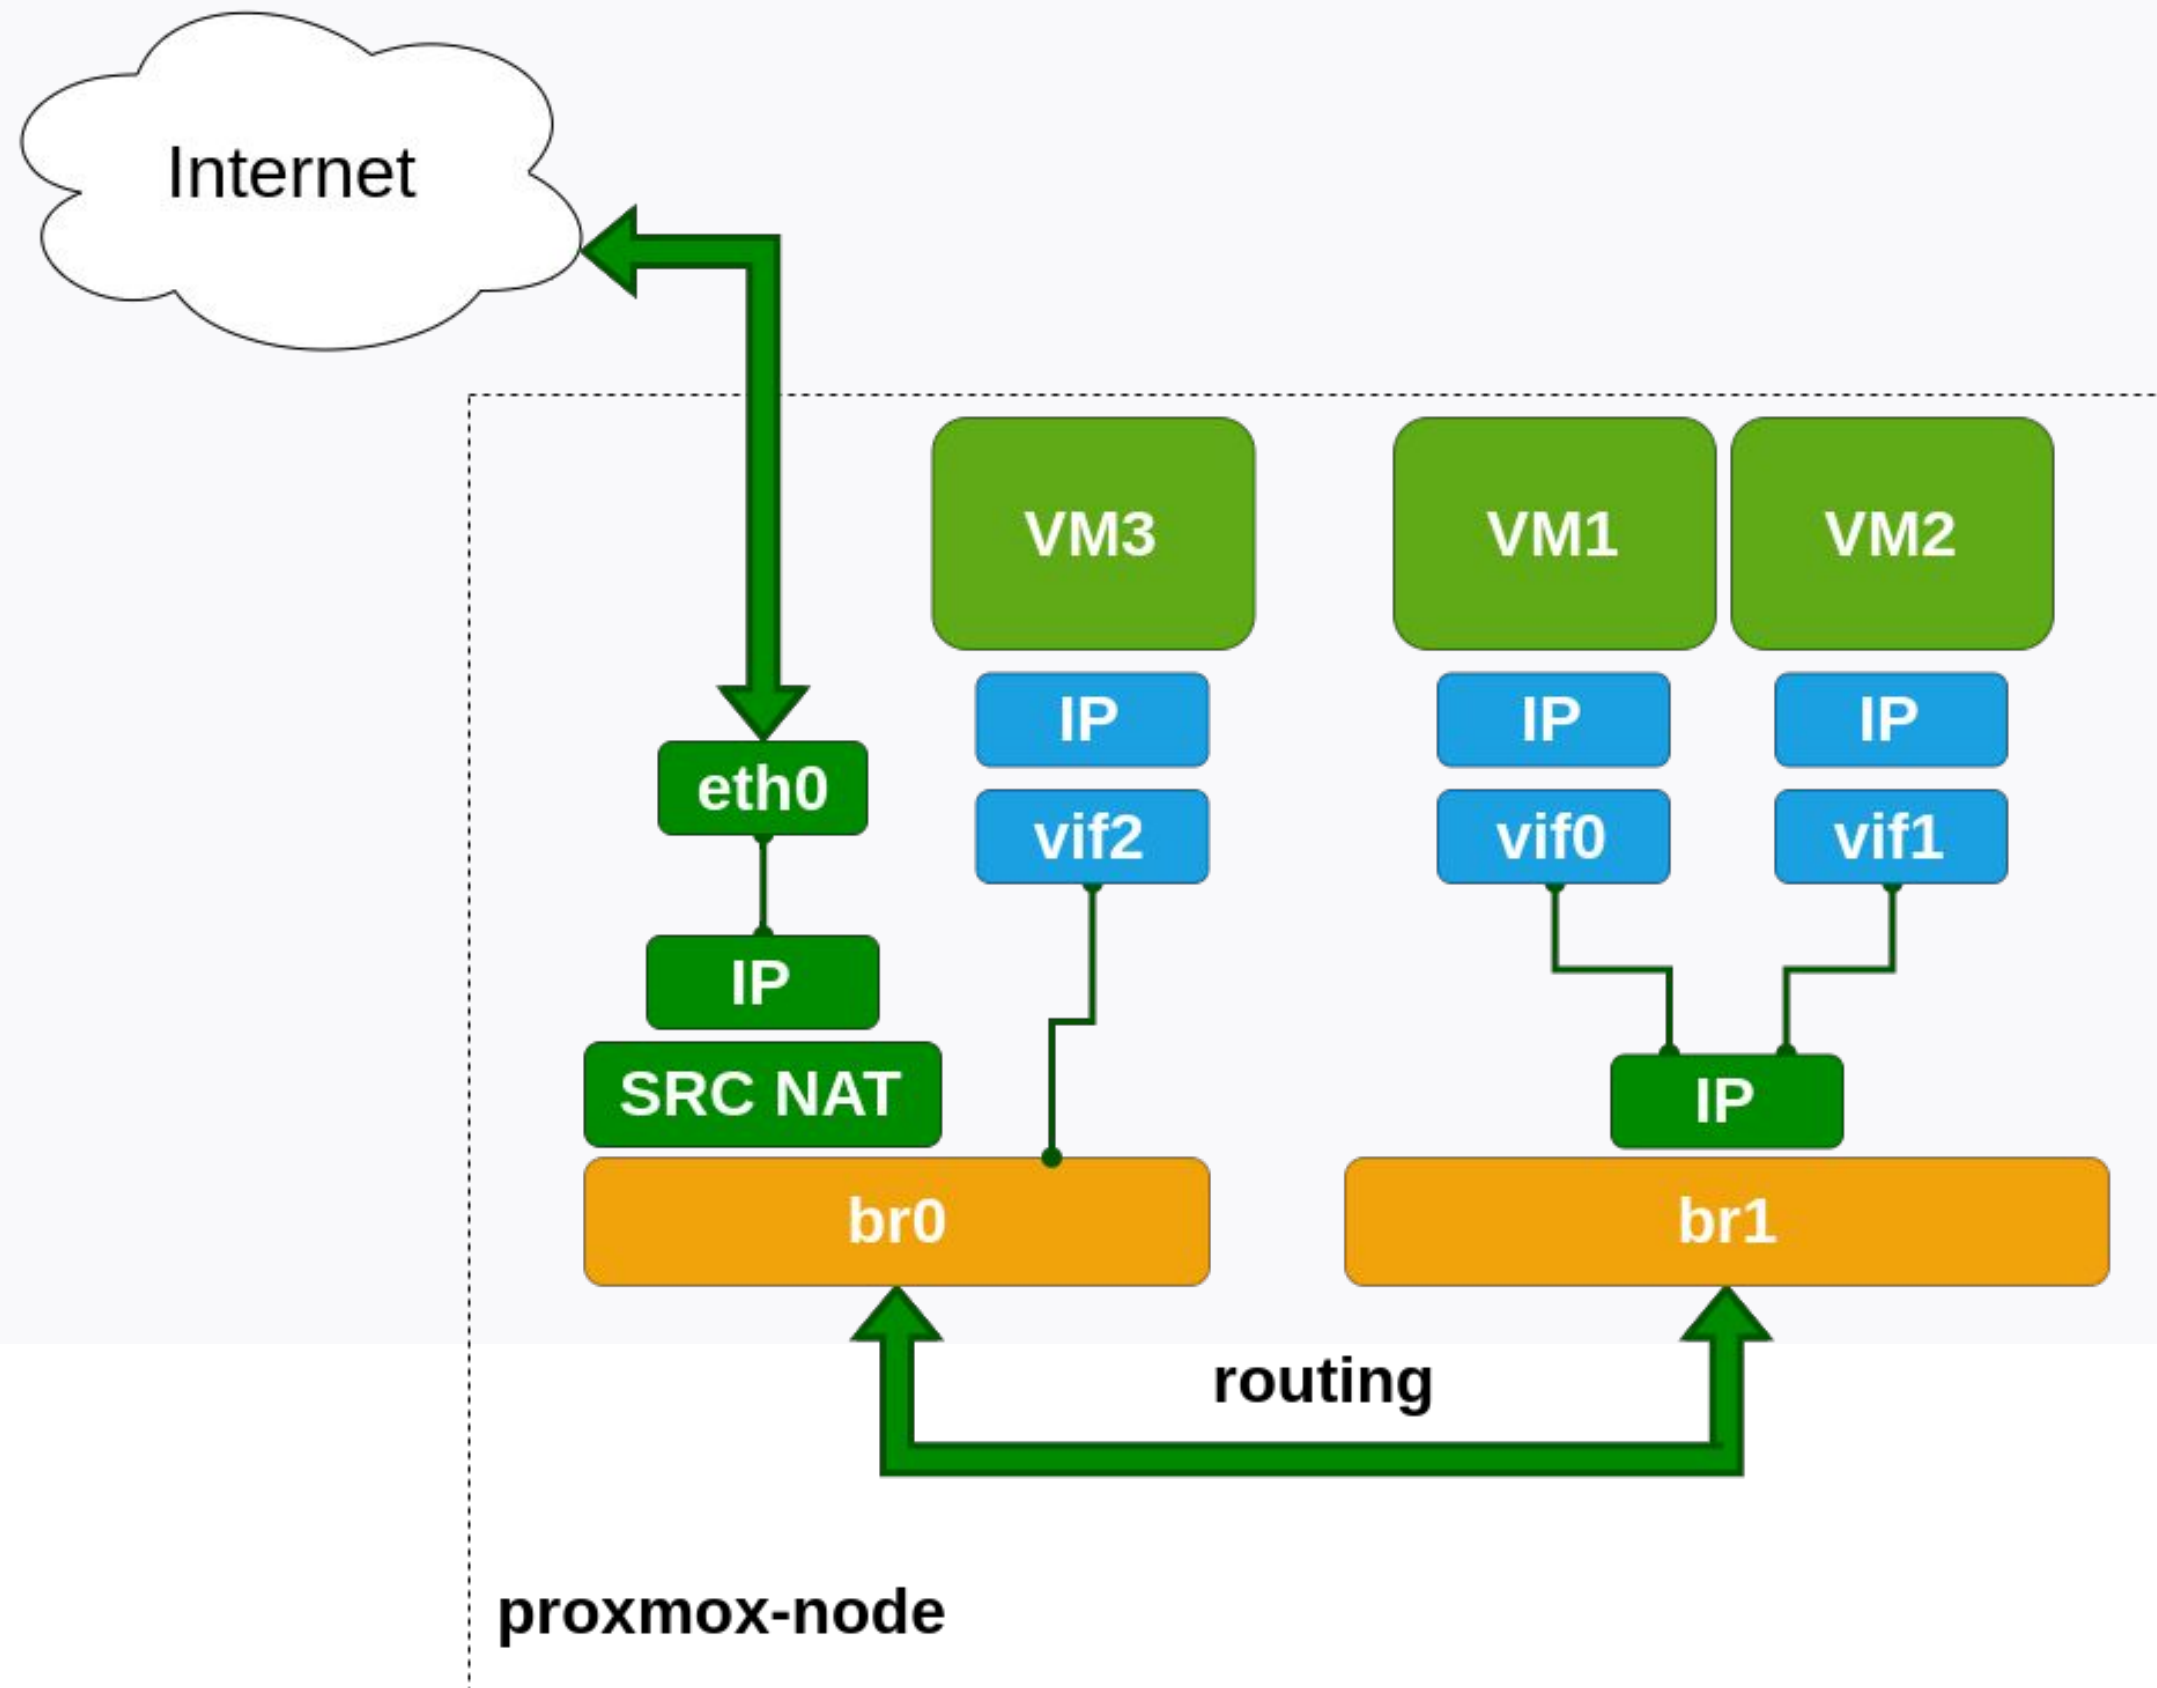 Internet
VM3
VM1
VM2
IP
IP
IP
eth0
vif2
vif0
vif1
IP
SRC NAT
IP
br0
br1
routing
proxmox-node